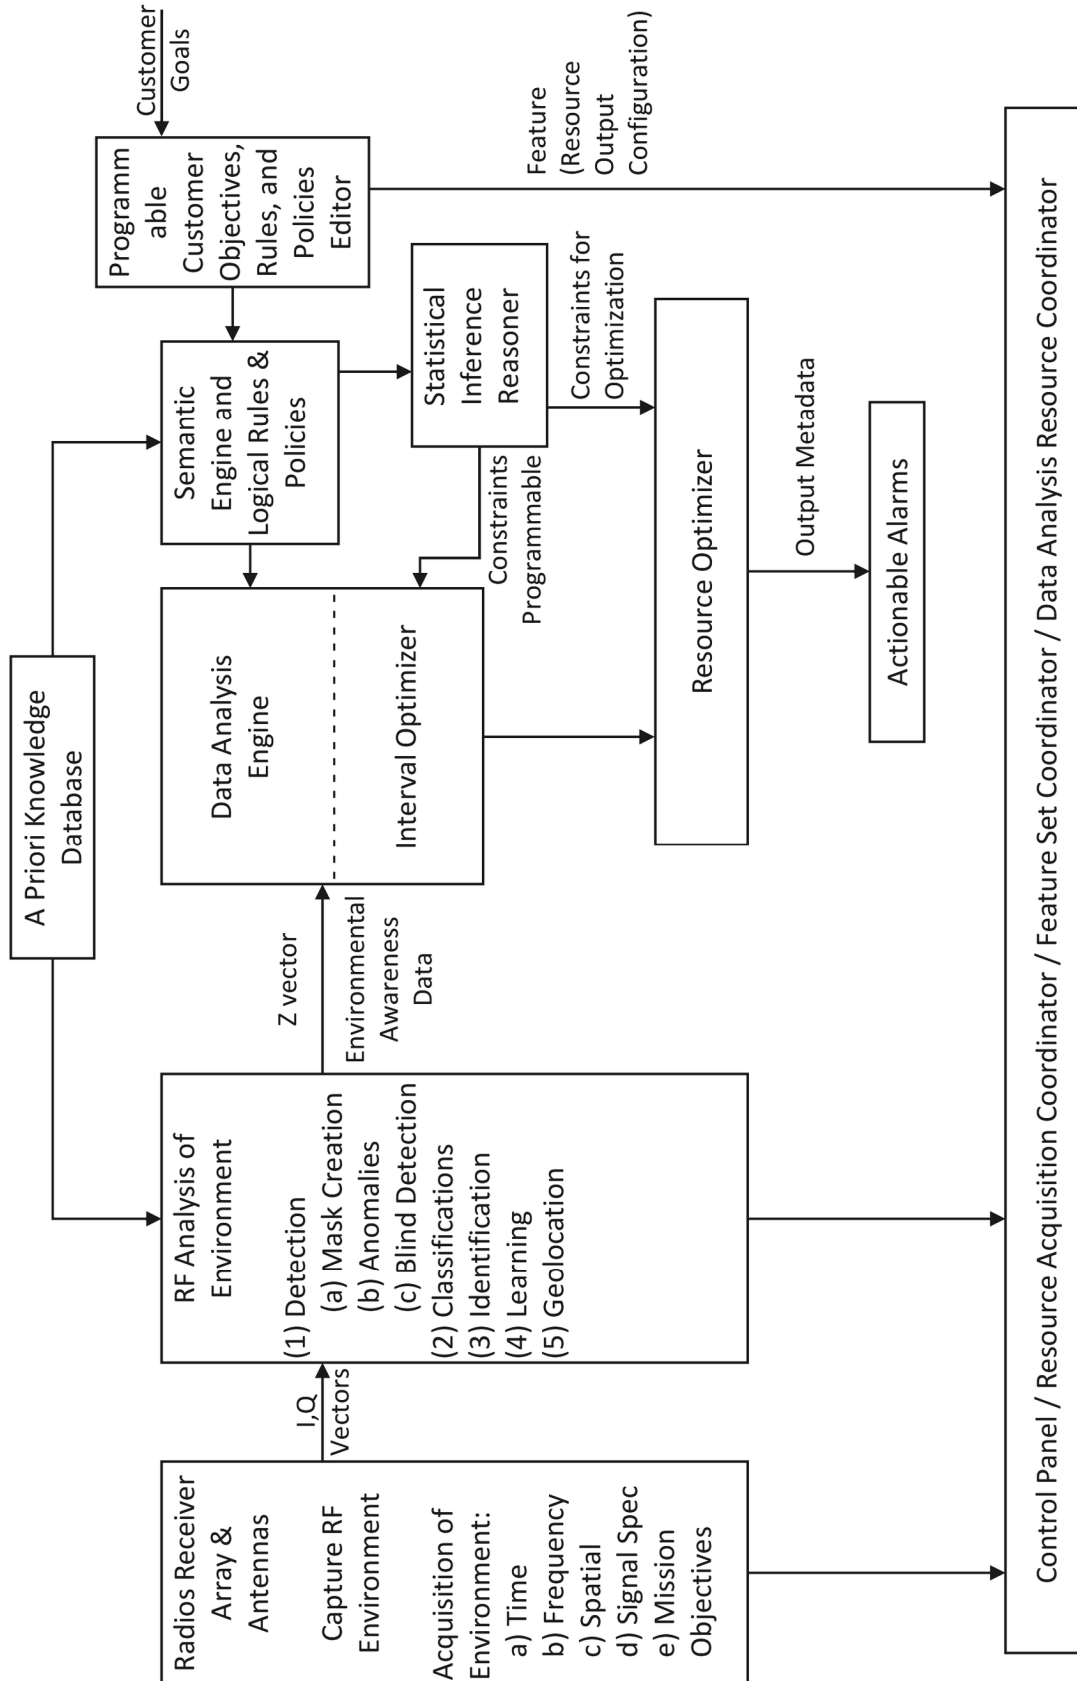 A Priori Knowledge
Database
Radios Receiver
Array &
Antennas
Capture RF
Environment
Acquisition of
Environment:
a) Time
b) Frequency
c) Spatial
d) Signal Spec
e) Mission
Objectives
I,Q
Vectors
RF Analysis of
Environment
(1) Detection
(a) Mask Creation
(b) Anomalies
(c) Blind Detection
(2) Classifications
(3) Identification
(4) Learning
(5) Geolocation
Z vector
Environmental
Awareness
Data
Data Analysis
Engine
Interval Optimizer
Semantic
Engine and
Logical Rules &
Policies
Programm
able
Customer
Objectives,
Rules, and
Policies
Editor
Customer
Goals
Statistical
Inference
Reasoner
Constraints
Programmable
Constraints for
Optimization
Feature
(Resource
Output
Configuration)
Resource Optimizer
Output Metadata
Actionable Alarms
Control Panel / Resource Acquisition Coordinator / Feature Set Coordinator / Data Analysis Resource Coordinator